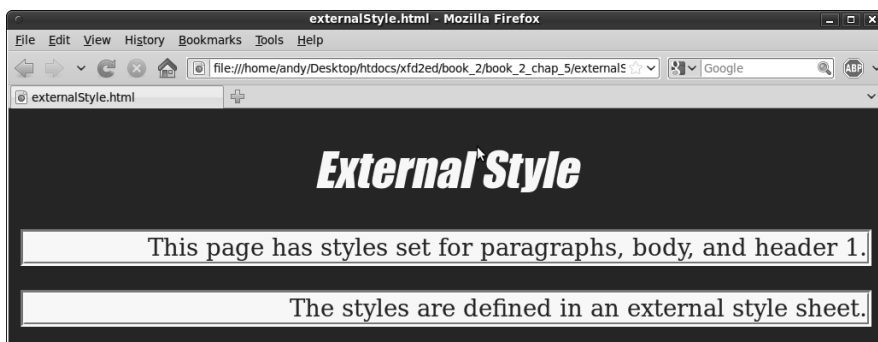 externalStyle.html - Mozilla Firefox
File Edit View History Bookmarks Tools Help
file:///home/andy/Desktop/htdocs/xfd2ed/book_2/book_2_chap_5/externalS Google ABP
externalStyle.html
External Style
This page has styles set for paragraphs, body, and header 1.
The styles are defined in an external style sheet.